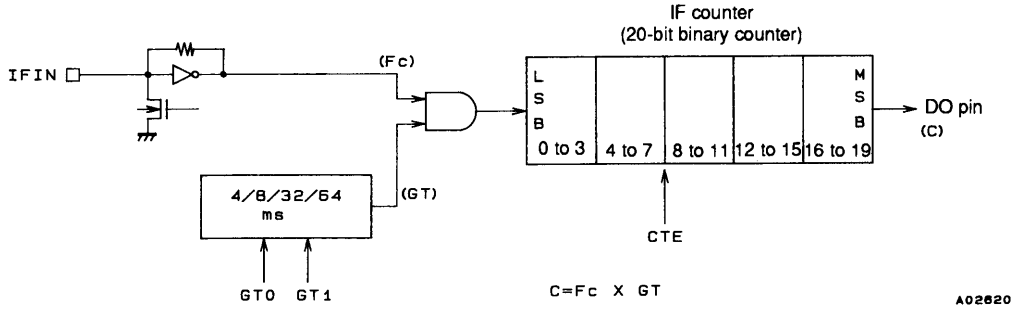 IF counter
(20-bit binary counter)
IFIN
(Fc)
L
S
B
M
S
B
0 to 3
4 to 7
8 to 11
12 to 15
16 to 19
DO pin
(C)
4/8/32/64
ms
(GT)
GT0
GT1
CTE
C=Fc X GT
A02620